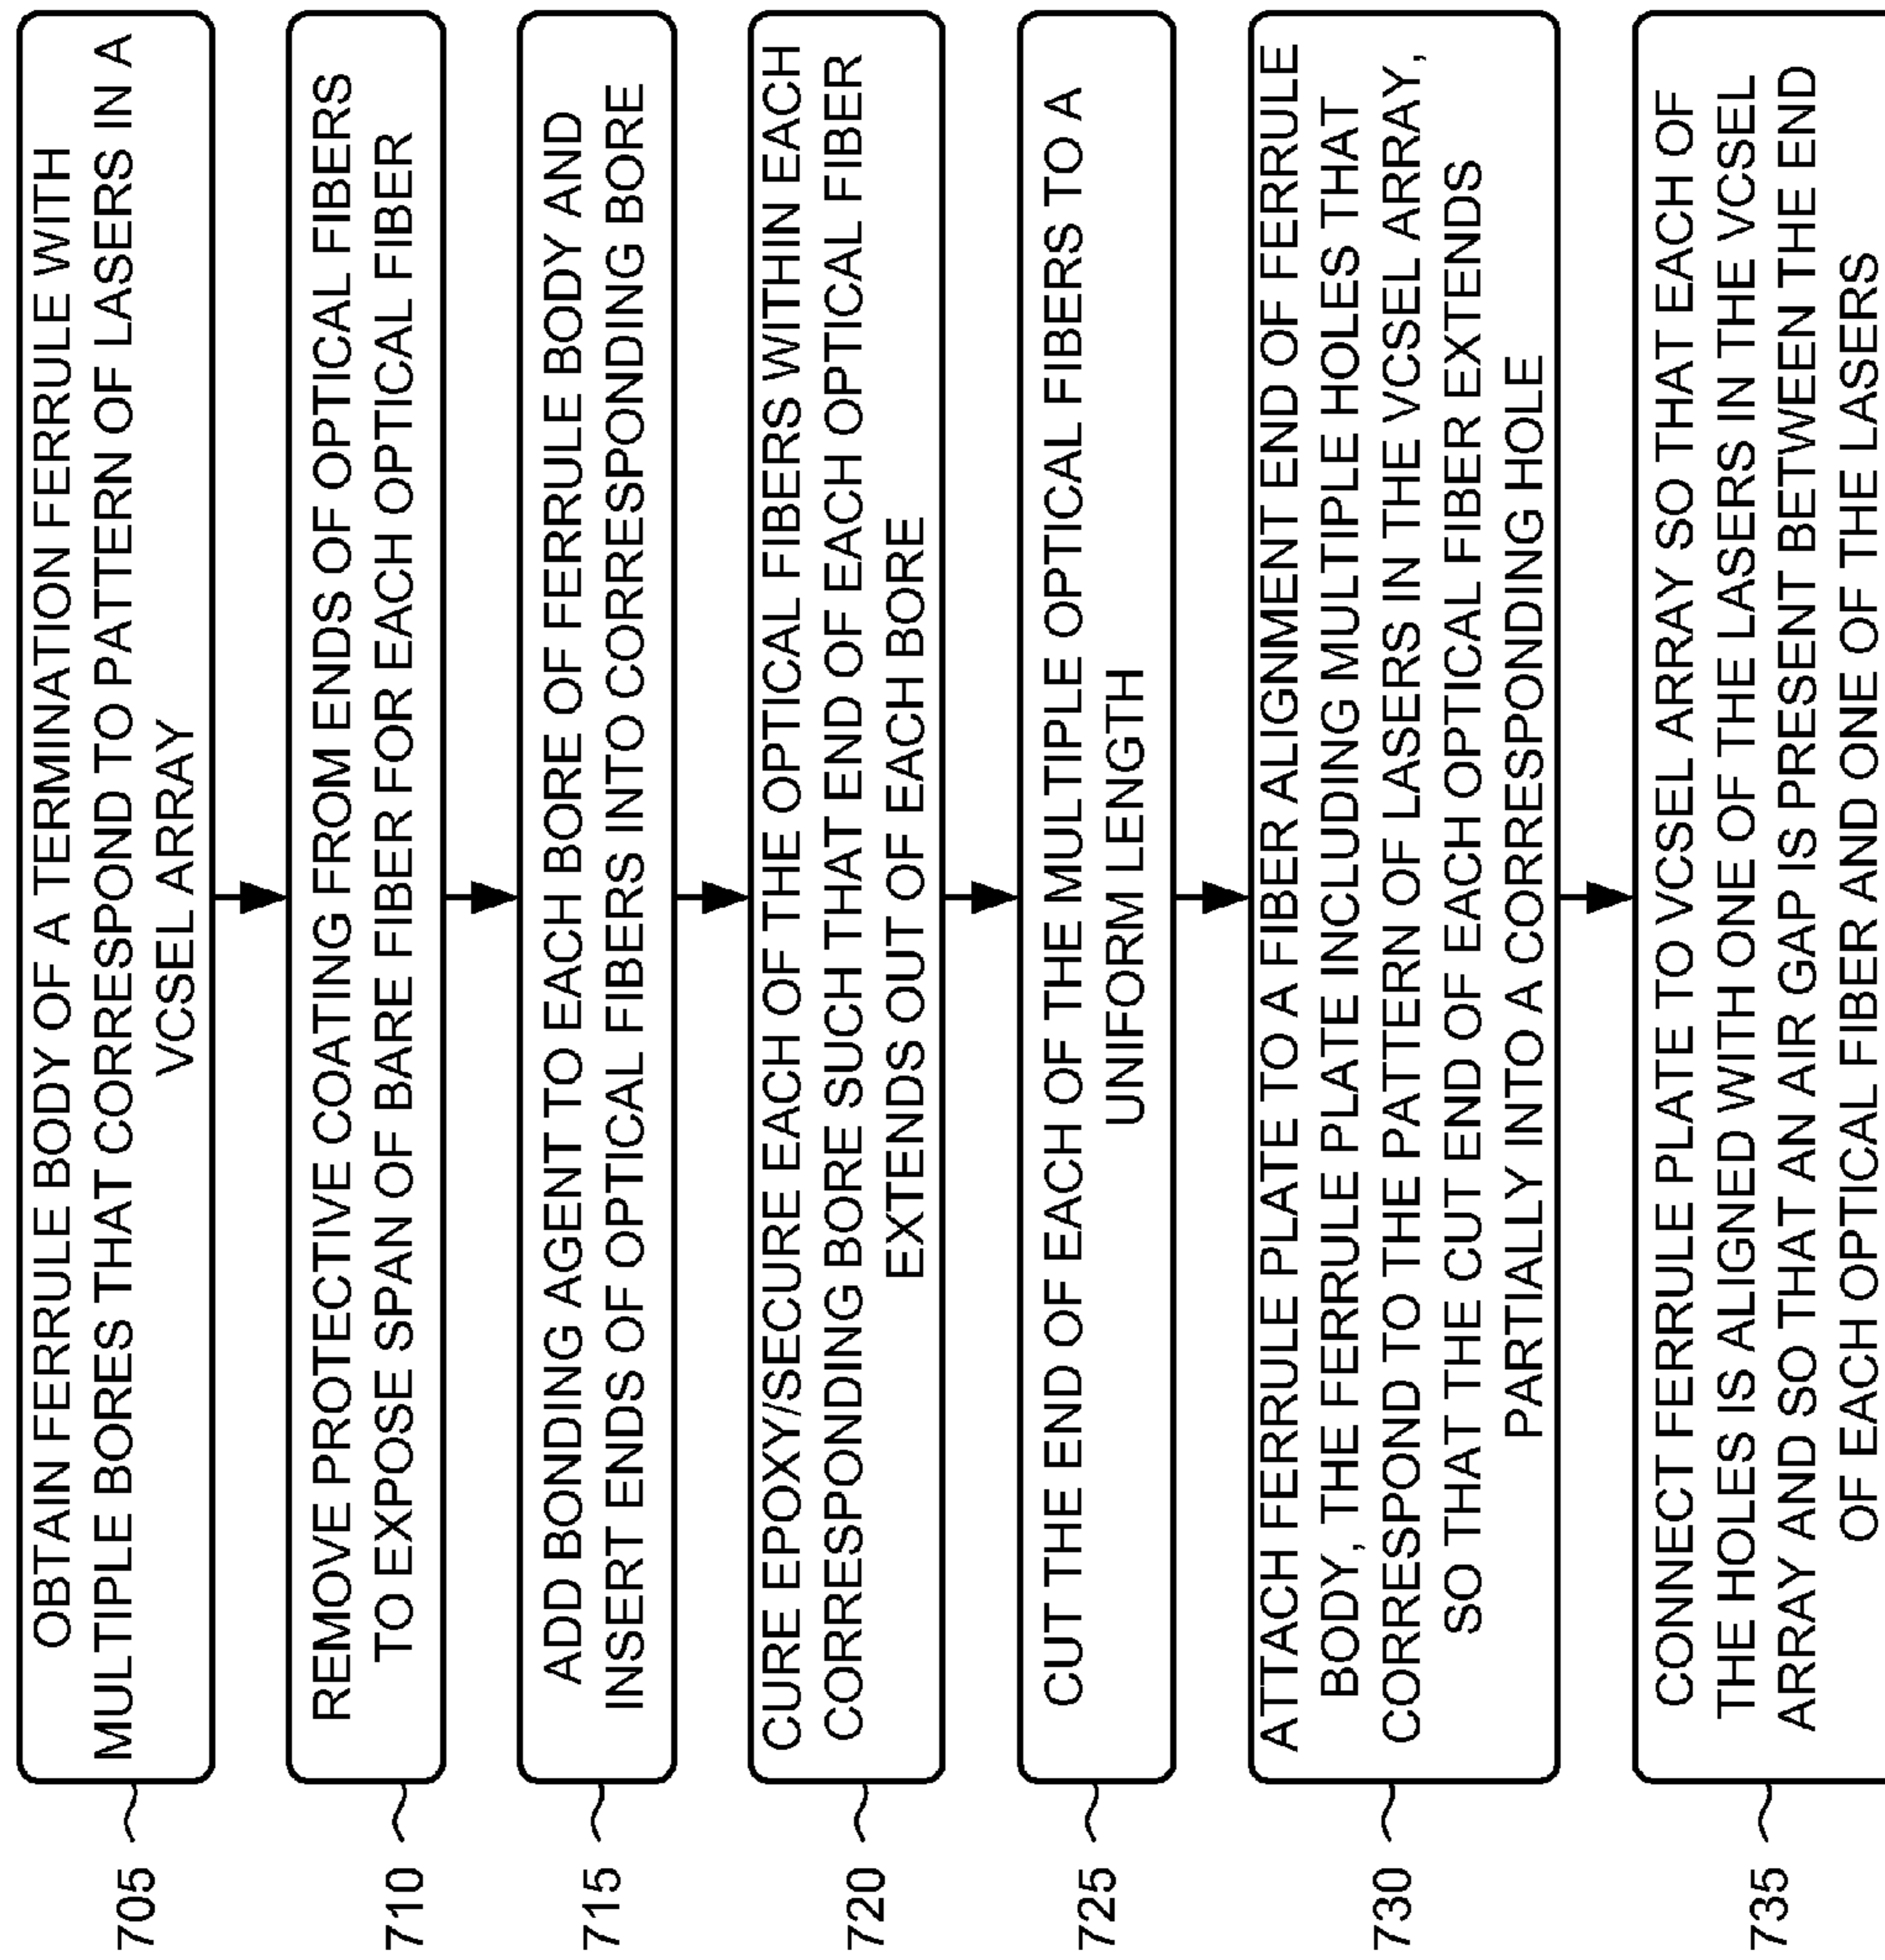 705
OBTAIN FERRULE BODY OF A TERMINATION FERRULE WITH
MULTIPLE BORES THAT CORRESPOND TO PATTERN OF LASERS IN A
VCSEL ARRAY
710
REMOVE PROTECTIVE COATING FROM ENDS OF OPTICAL FIBERS
TO EXPOSE SPAN OF BARE FIBER FOR EACH OPTICAL FIBER
715
ADD BONDING AGENT TO EACH BORE OF FERRULE BODY AND
INSERT ENDS OF OPTICAL FIBERS INTO CORRESPONDING BORE
720
CURE EPOXY/SECURE EACH OF THE OPTICAL FIBERS WITHIN EACH
CORRESPONDING BORE SUCH THAT END OF EACH OPTICAL FIBER
EXTENDS OUT OF EACH BORE
725
CUT THE END OF EACH OF THE MULTIPLE OPTICAL FIBERS TO A
UNIFORM LENGTH
730
ATTACH FERRULE PLATE TO A FIBER ALIGNMENT END OF FERRULE
BODY, THE FERRULE PLATE INCLUDING MULTIPLE HOLES THAT
CORRESPOND TO THE PATTERN OF LASERS IN THE VCSEL ARRAY,
SO THAT THE CUT END OF EACH OPTICAL FIBER EXTENDS
PARTIALLY INTO A CORRESPONDING HOLE
735
CONNECT FERRULE PLATE TO VCSEL ARRAY SO THAT EACH OF
THE HOLES IS ALIGNED WITH ONE OF THE LASERS IN THE VCSEL
ARRAY AND SO THAT AN AIR GAP IS PRESENT BETWEEN THE END
OF EACH OPTICAL FIBER AND ONE OF THE LASERS